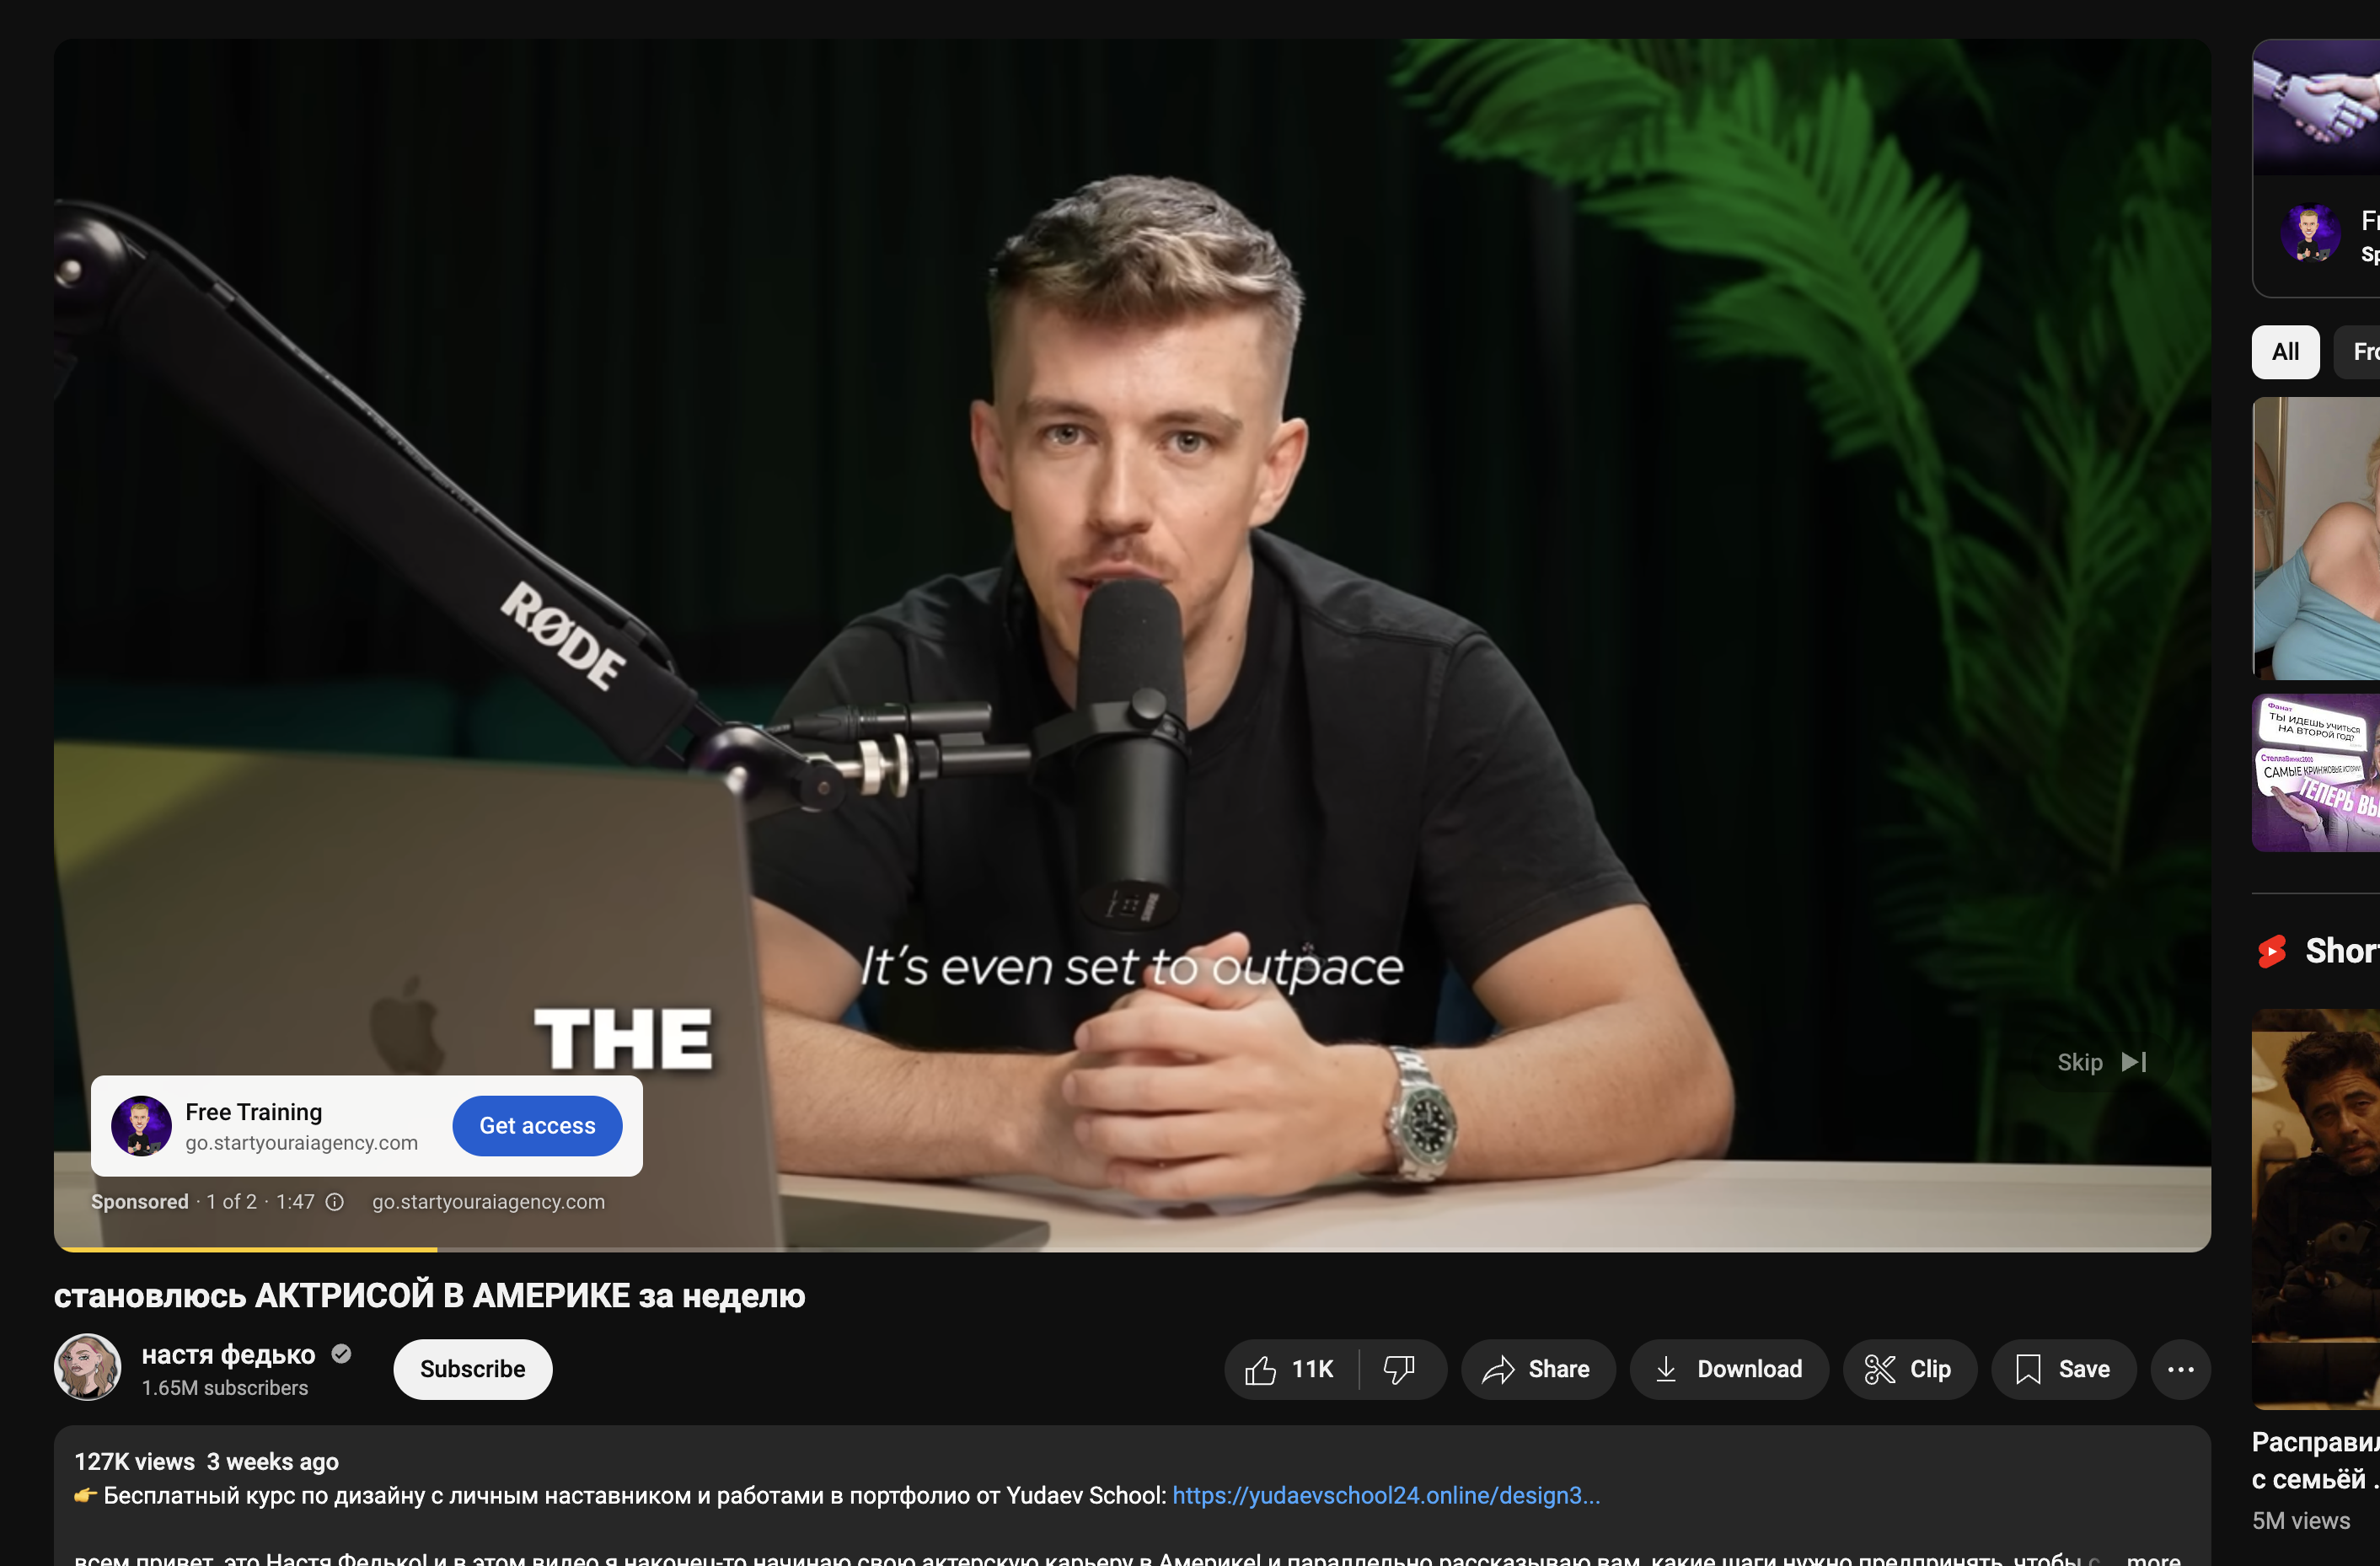 RØDE
It's even set to outpace
THE
Skip
Free Training
go.startyouraiagency.com
Get access
Sponsored · 1 of 2 · 1:47 go.startyouraiagency.com
становлюсь АКТРИСОЙ В АМЕРИКЕ за неделю
настя федько
1.65M subscribers
Subscribe
11K
Share
Download
Clip
Save
127K views 3 weeks ago
👉 Бесплатный курс по дизайну с личным наставником и работами в портфолио от Yudaev School: https://yudaevschool24.online/design3...
всем привет, это Настя Федько! и в этом видео я наконец-то начинаю свою актерскую карьеру в Америке! и параллельно рассказываю вам, какие шаги нужно предпринять, чтобы с ...more
Fr
Sp
All
Fro
Фанат
ТЫ ИДЕШЬ УЧИТЬСЯ
НА ВТОРОЙ ГОД?
СтеллаВинкс2000
САМЫЕ КРИНЖОВЫЕ ИСТОРИИ
ТЕПЕРЬ ВЫ
Short
Расправил
с семьёй .
5M views